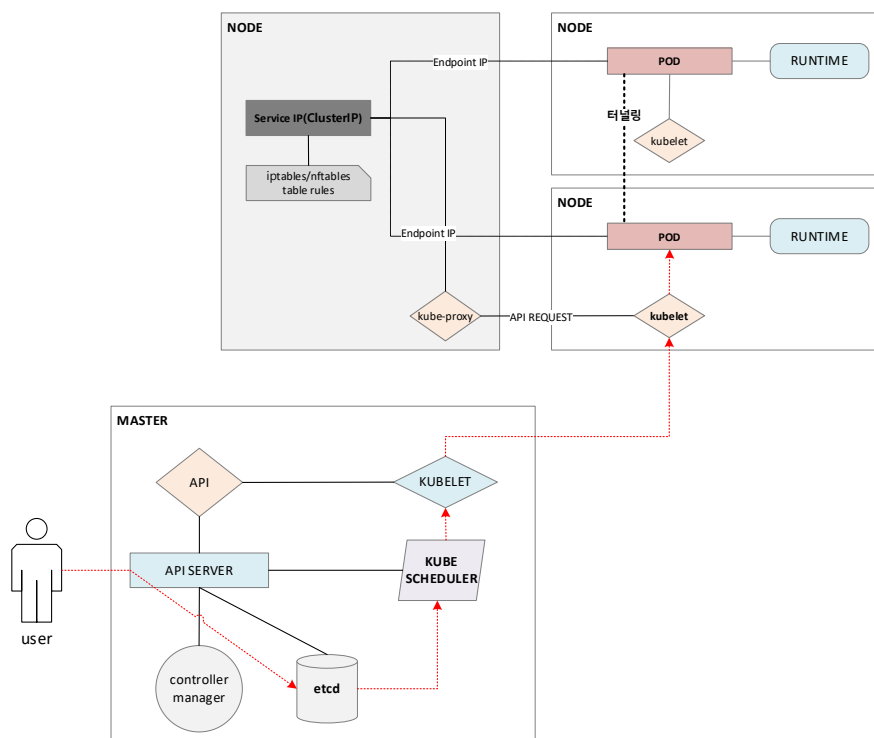 NODE
Service IP(ClusterIP)
iptables/nftables
table rules
Endpoint IP
Endpoint IP
kube-proxy
API REQUEST
NODE
POD
RUNTIME
터널링
kubelet
NODE
POD
RUNTIME
kubelet
MASTER
API
KUBELET
API SERVER
KUBE
SCHEDULER
controller
manager
etcd
user